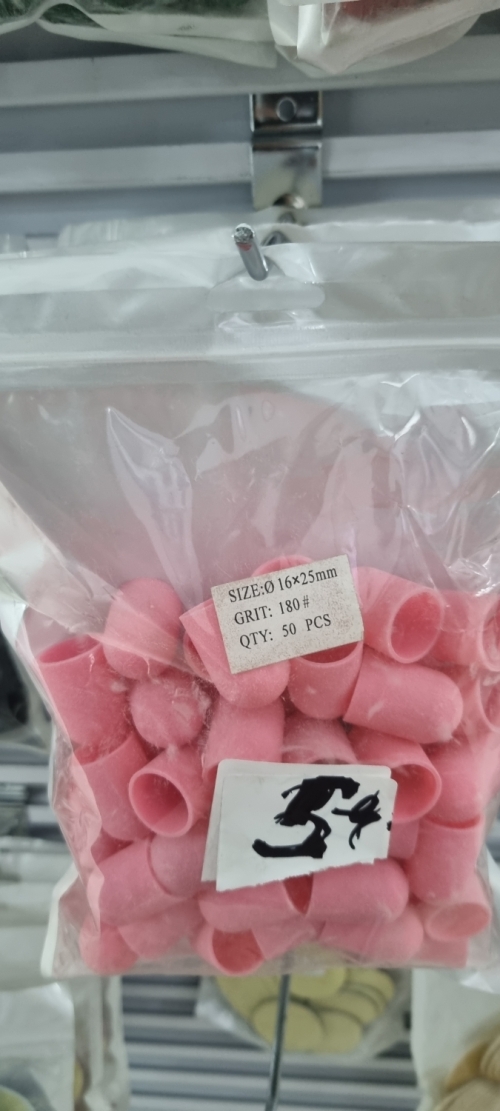 SIZE:Ø 16×25mm
GRIT: 180#
QTY: 50 PCS